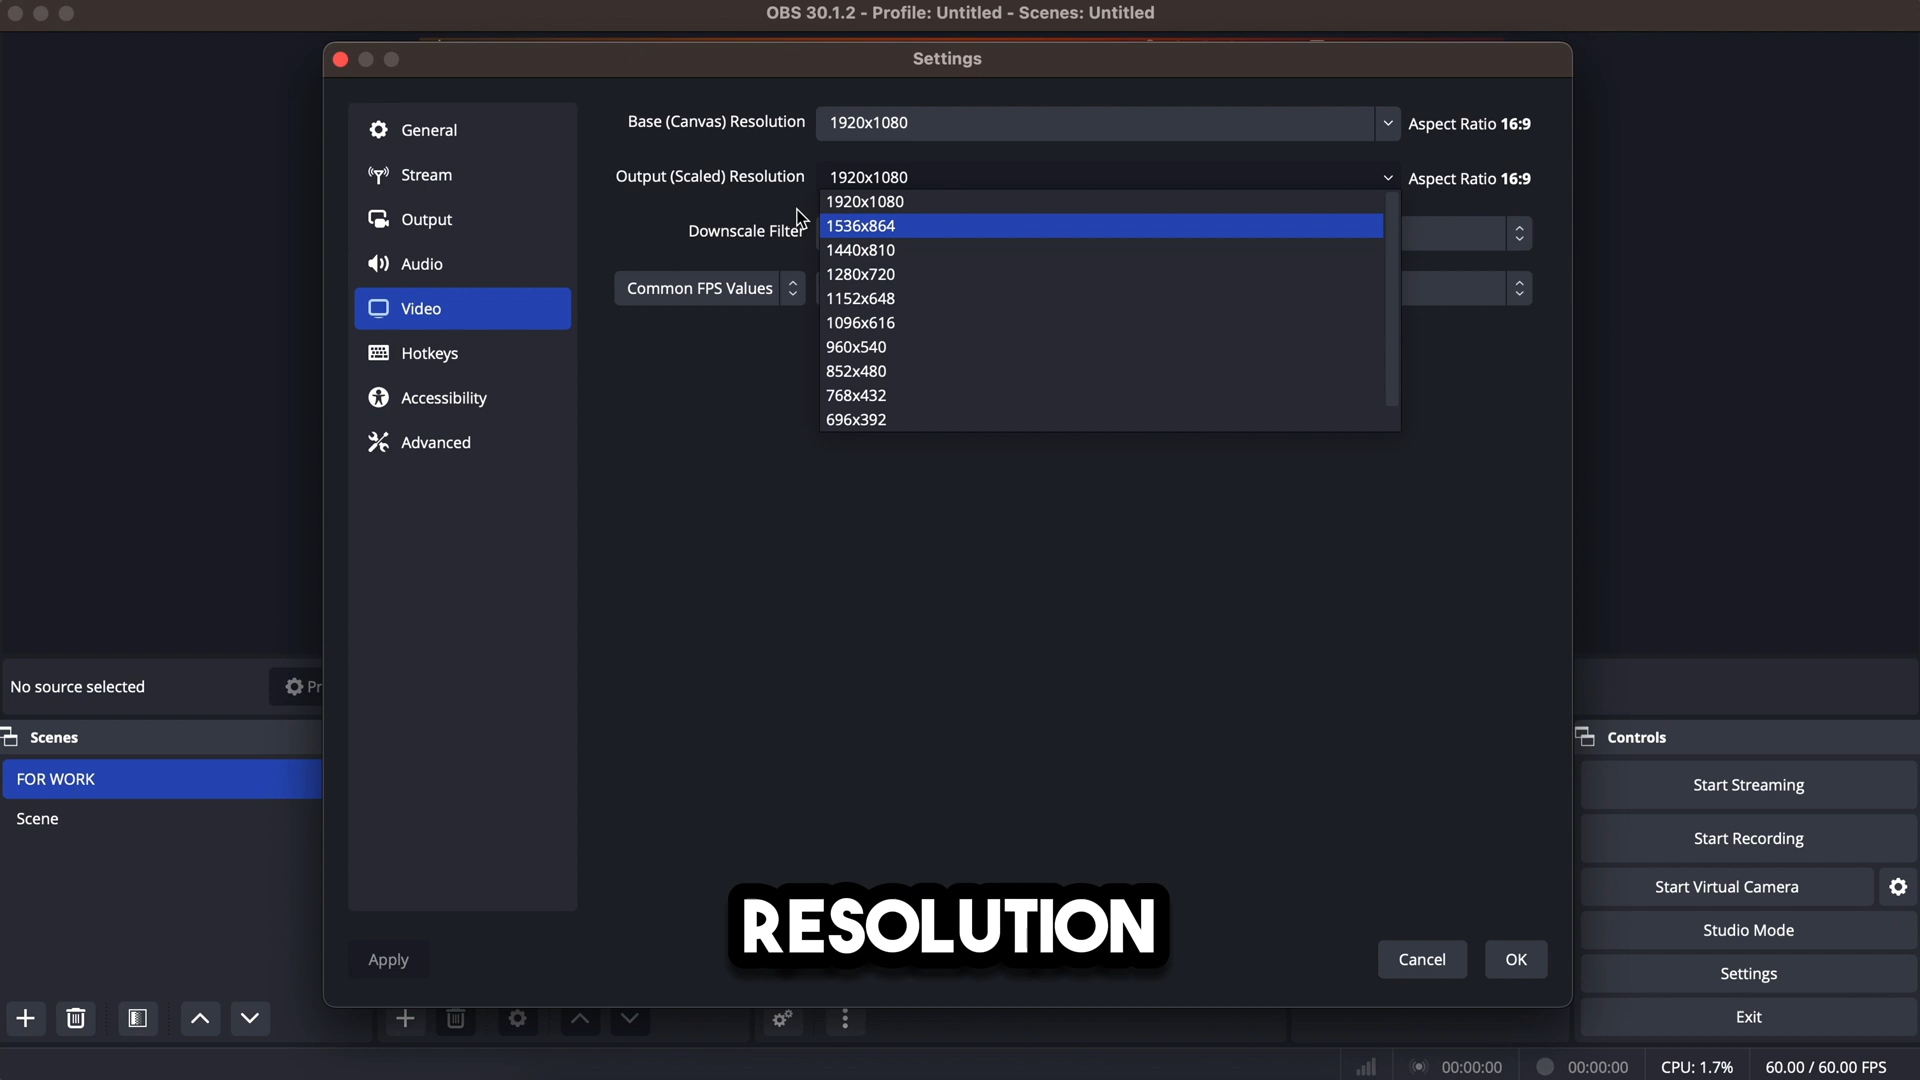 OBS 30.1.2 - Profile: Untitled - Scenes: Untitled
Settings
General
Stream
Output
Audio
Video
Hotkeys
Accessibility
Advanced
Base (Canvas) Resolution
1920x1080
Aspect Ratio 16:9
Output (Scaled) Resolution
1920x1080
Aspect Ratio 16:9
Downscale Filter
Common FPS Values
1920x1080
1536x864
1440x810
1280x720
1152x648
1096x616
960x540
852x480
768x432
696x392
RESOLUTION
Apply
Cancel
OK
No source selected
Pr
Scenes
FOR WORK
Scene
Controls
Start Streaming
Start Recording
Start Virtual Camera
Studio Mode
Settings
Exit
00:00:00
00:00:00
CPU: 1.7%
60.00 / 60.00 FPS